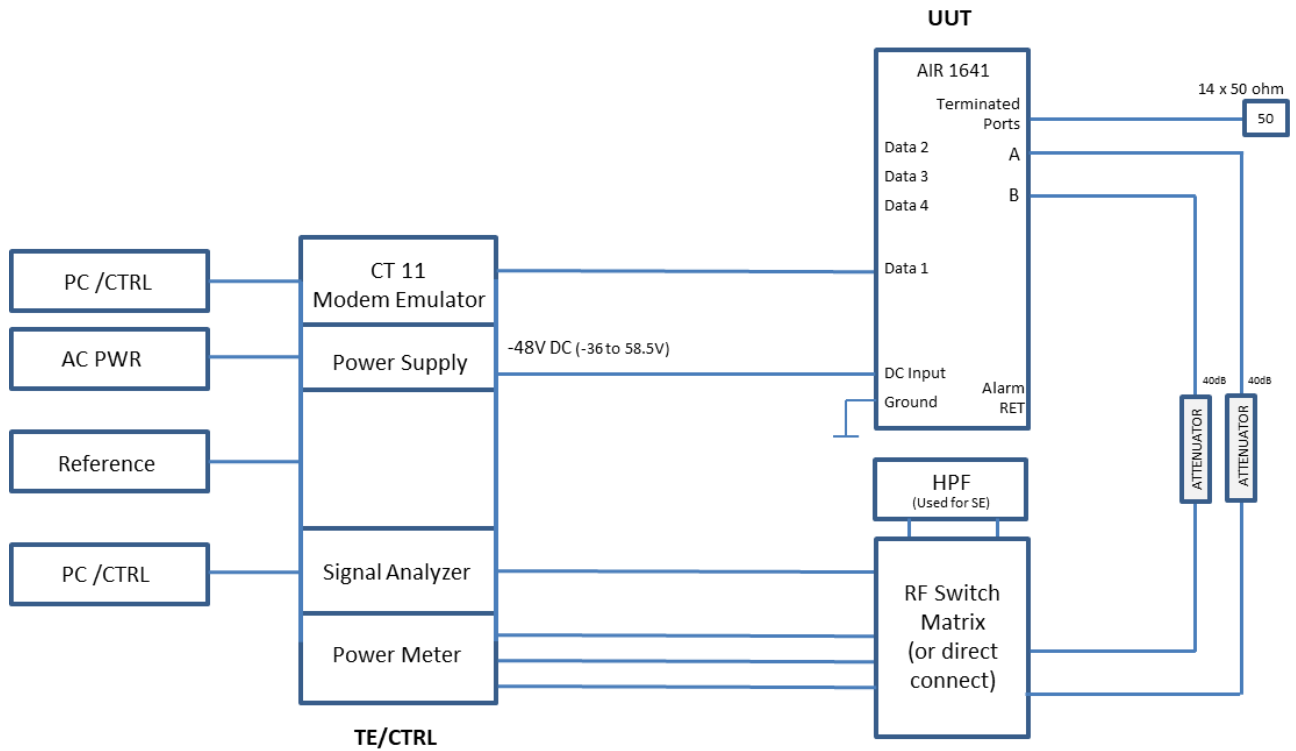 UUT
AIR 1641
14 x 50 ohm
Terminated
Ports
50
Data 2
A
Data 3
Data 4
B
PC /CTRL
CT 11
Modem Emulator
Data 1
AC PWR
Power Supply
-48V DC (-36 to 58.5V)
DC Input
Ground
Alarm
RET
40dB
40dB
ATTENUATOR
ATTENUATOR
Reference
HPF
(Used for SE)
PC /CTRL
Signal Analyzer
RF Switch
Matrix
(or direct
connect)
Power Meter
TE/CTRL